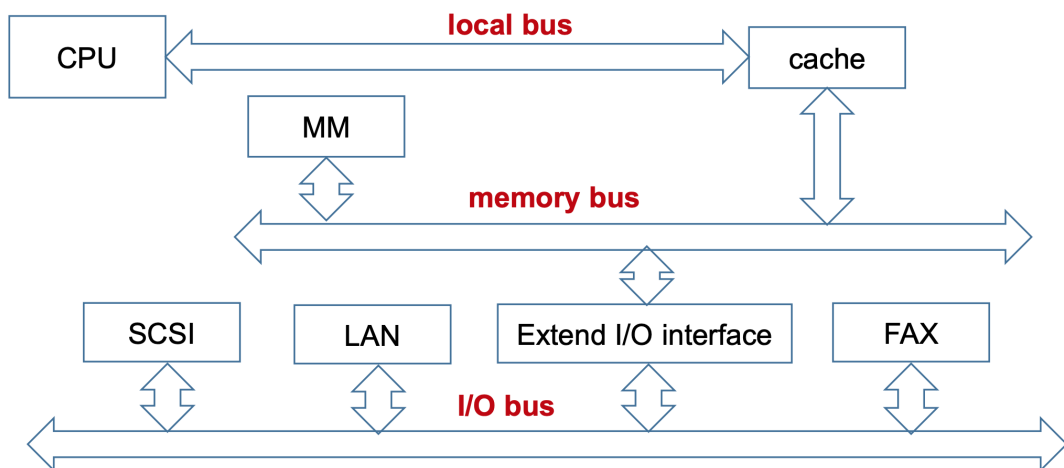 local bus
CPU
cache
MM
memory bus
SCSI
LAN
Extend I/O interface
FAX
I/O bus